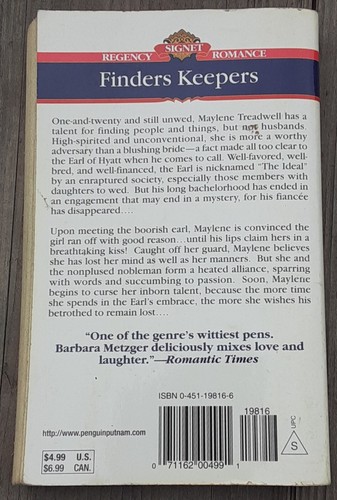 SIGNET
REGENCY ROMANCE
Finders Keepers
One-and-twenty and still unwed, Maylene Treadwell has a
talent for finding people and things, but not husbands.
High-spirited and unconventional, she is more a worthy
adversary than a blushing bride—a fact made all too clear to
the Earl of Hyatt when he comes to call. Well-favored, well-
bred, and well-financed, the Earl is nicknamed "The Ideal"
by an enraptured society, especially those members with
daughters to wed. But his long bachelorhood has ended in
an engagement that may end in a mystery, for his fiancée
has disappeared....
Upon meeting the boorish earl, Maylene is convinced the
girl ran off with good reason...until his lips claim hers in a
breathtaking kiss! Caught off her guard, Maylene believes
she has lost her mind as well as her manners. But she and
the nonplused nobleman form a heated alliance, sparring
with words and succumbing to passion. Soon, Maylene
begins to curse her inborn talent, because the more time
she spends in the Earl's embrace, the more she wishes his
betrothed to remain lost....
"One of the genre's wittiest pens.
Barbara Metzger deliciously mixes love and
laughter."—Romantic Times
ISBN 0-451-19816-6
19816
http://www.penguinputnam.com
UPC
S
$4.99 U.S.
$6.99 CAN.
0 71162 00499 1